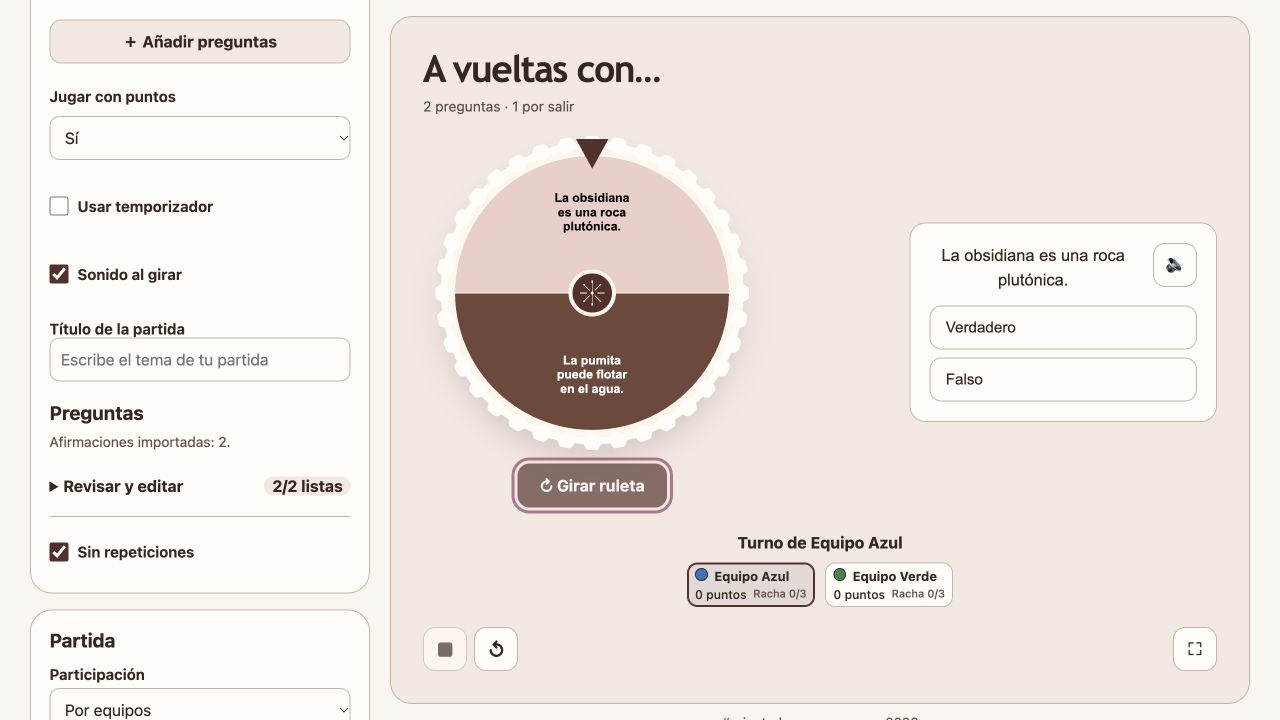 + Añadir preguntas
Jugar con puntos
Sí
Usar temporizador
Sonido al girar
Título de la partida
Escribe el tema de tu partida
Preguntas
Afirmaciones importadas: 2.
Revisar y editar
2/2 listas
Sin repeticiones
Partida
Participación
Por equipos
A vueltas con...
2 preguntas · 1 por salir
La obsidiana
es una roca
plutónica.
La pumita
puede flotar
en el agua.
Girar ruleta
La obsidiana es una roca
plutónica.
Verdadero
Falso
Turno de Equipo Azul
Equipo Azul
0 puntos Racha 0/3
Equipo Verde
0 puntos Racha 0/3